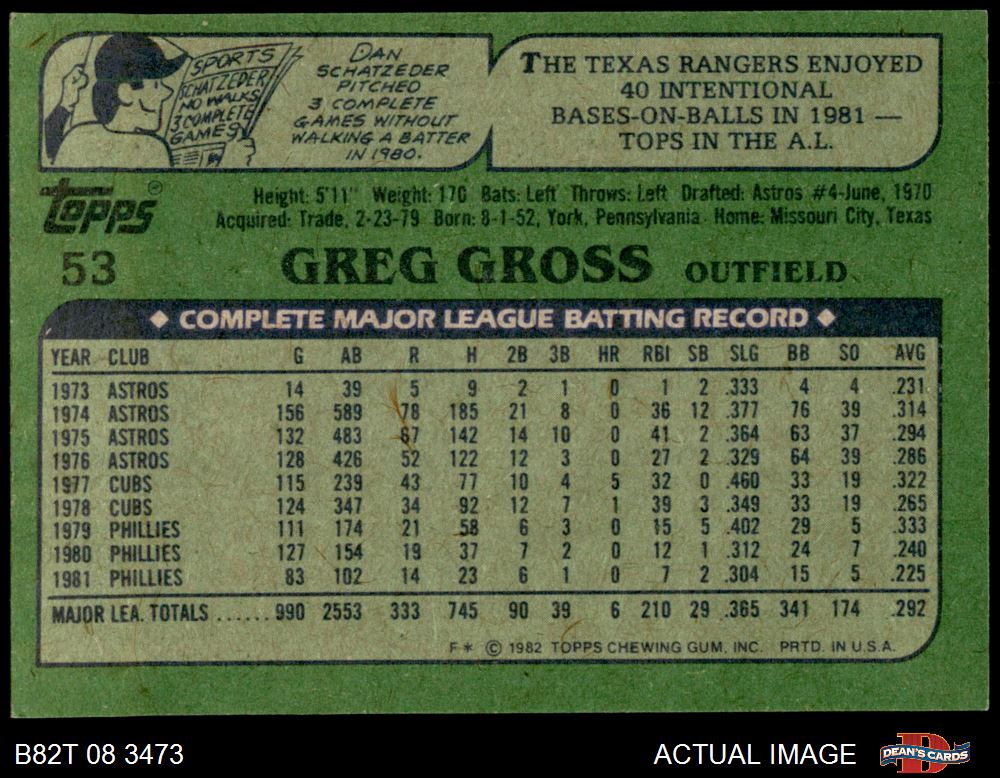 SPORTS
SCHATZEDER
NO WALKS
3 COMPLETE
GAMES
DAN
SCHATZEDER
PITCHED
3 COMPLETE
GAMES WITHOUT
WALKING A BATTER
IN 1980.
THE TEXAS RANGERS ENJOYED
40 INTENTIONAL
BASES-ON-BALLS IN 1981 —
TOPS IN THE A.L.
Topps®
Height: 5'11" Weight: 170 Bats: Left Throws: Left Drafted: Astros #4-June, 1970
Acquired: Trade, 2-23-79 Born: 8-1-52, York, Pennsylvania Home: Missouri City, Texas
53 GREG GROSS OUTFIELD
◆ COMPLETE MAJOR LEAGUE BATTING RECORD ◆
YEAR CLUB G AB R H 2B 3B HR RBI SB SLG BB SO AVG
1973 ASTROS 14 39 5 9 2 1 0 1 2 .333 4 4 .231
1974 ASTROS 156 589 78 185 21 8 0 36 12 .377 76 39 .314
1975 ASTROS 132 483 67 142 14 10 0 41 2 .364 63 37 .294
1976 ASTROS 128 426 52 122 12 3 0 27 2 .329 64 39 .286
1977 CUBS 115 239 43 77 10 4 5 32 0 .460 33 19 .322
1978 CUBS 124 347 34 92 12 7 1 39 3 .349 33 19 .265
1979 PHILLIES 111 174 21 58 6 3 0 15 5 .402 29 5 .333
1980 PHILLIES 127 154 19 37 7 2 0 12 1 .312 24 7 .240
1981 PHILLIES 83 102 14 23 6 1 0 7 2 .304 15 5 .225
MAJOR LEA. TOTALS ...... 990 2553 333 745 90 39 6 210 29 .365 341 174 .292
F* © 1982 TOPPS CHEWING GUM, INC. PRTD. IN U.S.A.
B82T 08 3473
ACTUAL IMAGE
D
DEAN'S CARDS